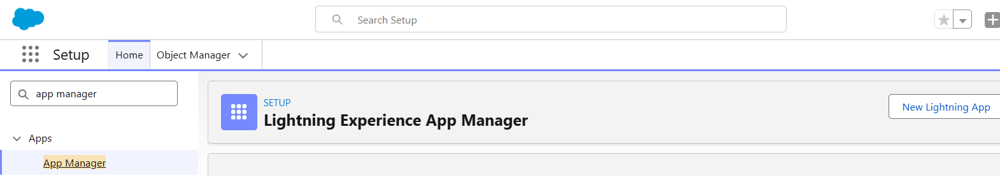 Search Setup
Setup
Home
Object Manager
app manager
SETUP
Lightning Experience App Manager
New Lightning App
Apps
App Manager